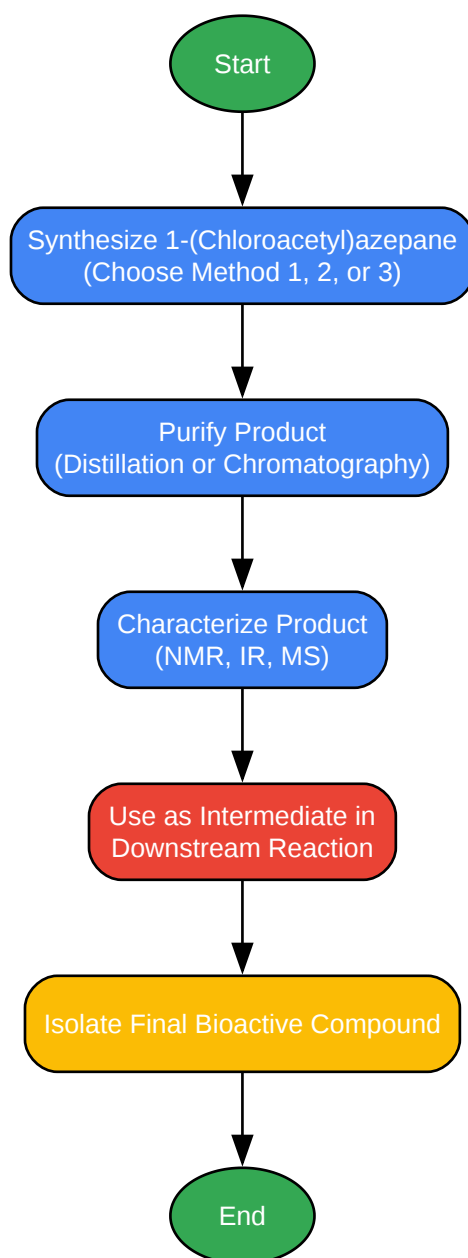 Start
Synthesize 1-(Chloroacetyl)azepane
(Choose Method 1, 2, or 3)
Purify Product
(Distillation or Chromatography)
Characterize Product
(NMR, IR, MS)
Use as Intermediate in
Downstream Reaction
Isolate Final Bioactive Compound
End